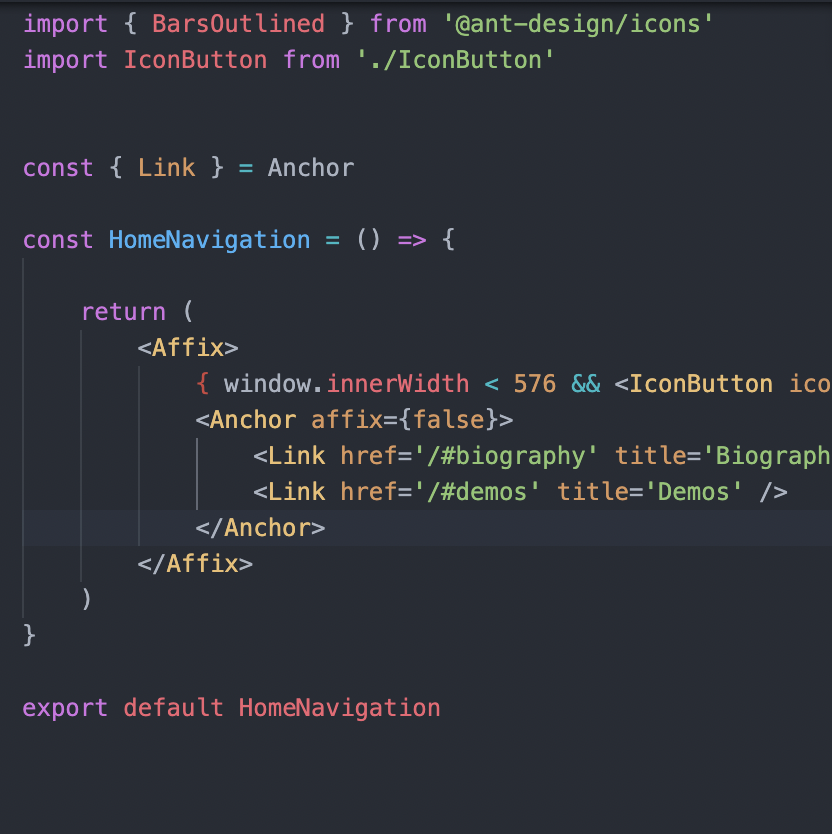 import { BarsOutlined } from '@ant-design/icons'
import IconButton from './IconButton'
const { Link } = Anchor
const HomeNavigation = () => {
return (
<Affix>
{ window.innerWidth < 576 && <IconButton ico
<Anchor affix={false}>
<Link href='/#biography' title='Biograph
<Link href='/#demos' title='Demos' />
</Anchor>
</Affix>
)
}
export default HomeNavigation